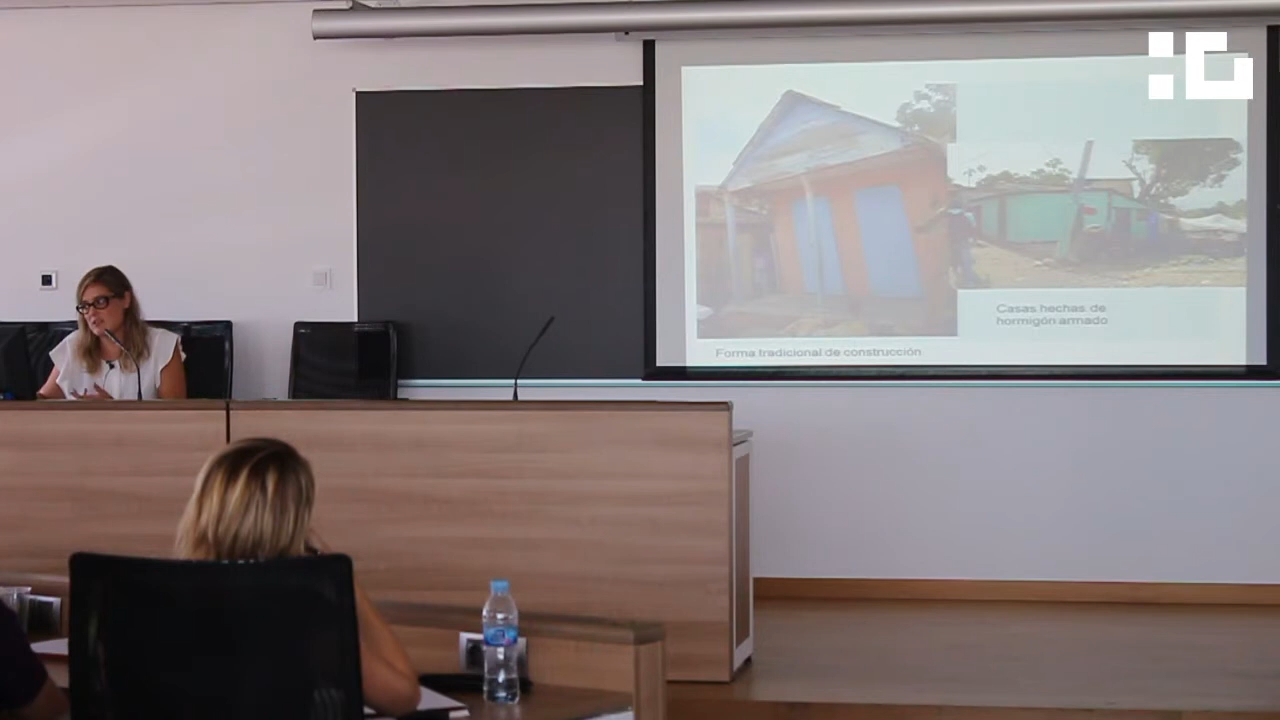 Casas hechas de
hormigón armado
Forma tradicional de construcción